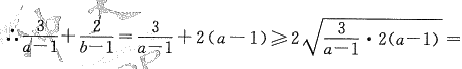 ∴ 3/(a-1) + 2/(b-1) = 3/(a-1) + 2(a-1) ≥ 2√(3/(a-1) · 2(a-1)) =